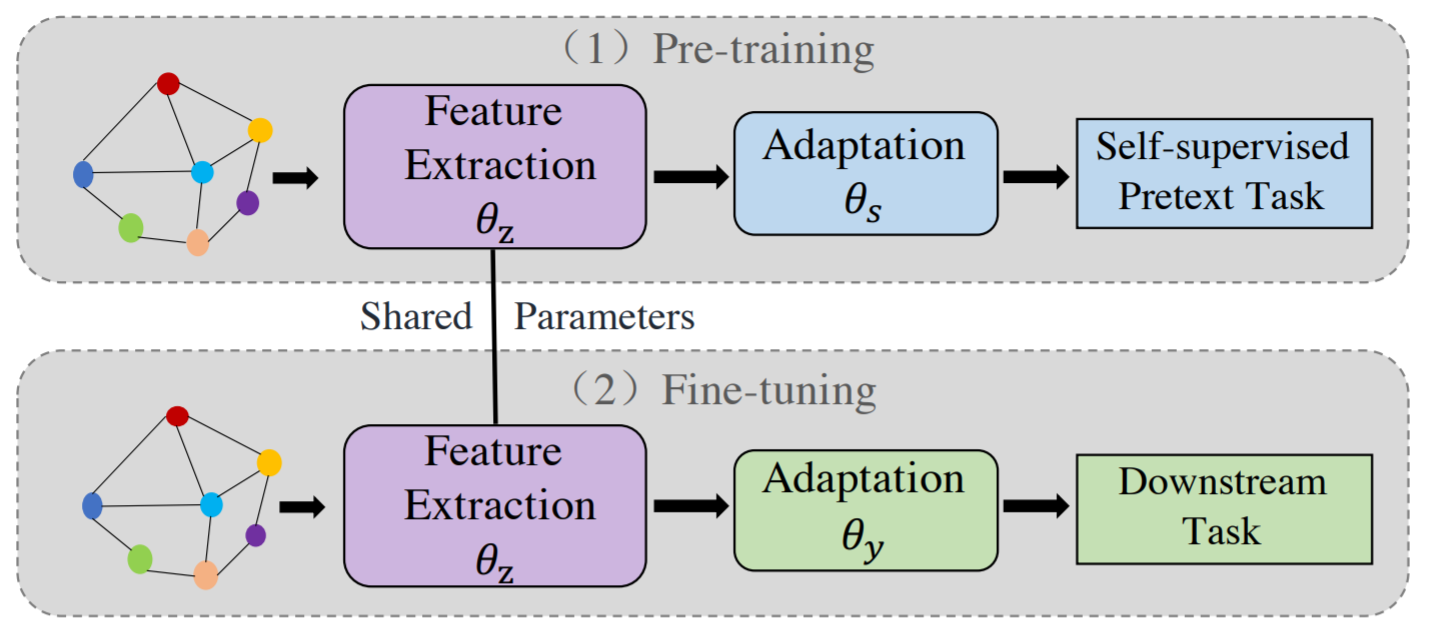 （1）Pre-training
Feature
Extraction
θz
Adaptation
θs
Self-supervised
Pretext Task
Shared Parameters
（2）Fine-tuning
Feature
Extraction
θz
Adaptation
θy
Downstream
Task